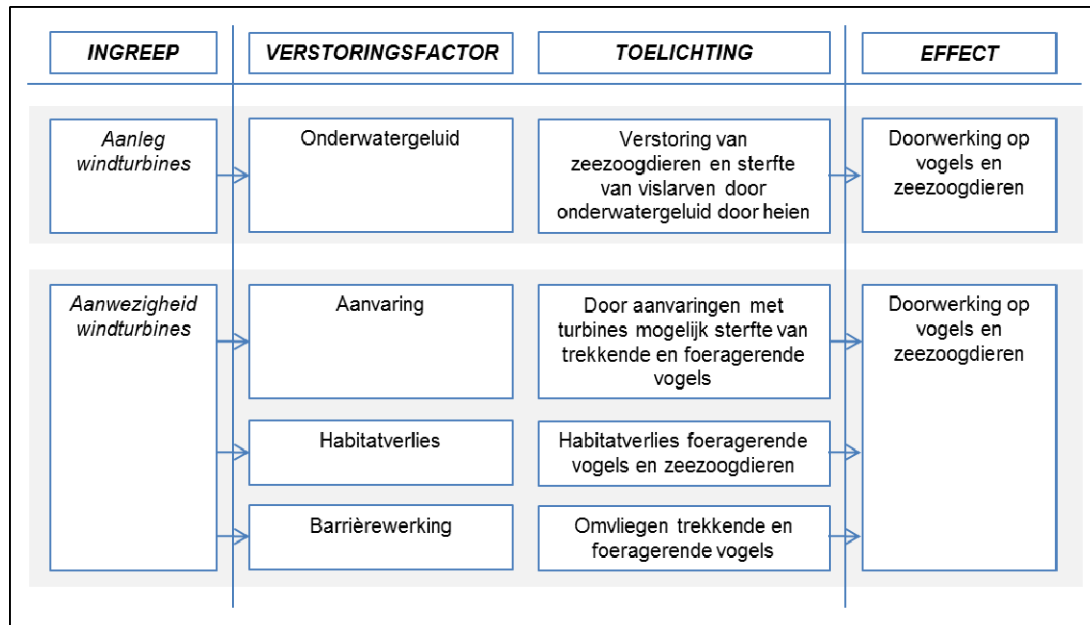 INGREEP
VERSTORINGSFACTOR
TOELICHTING
EFFECT
Aanleg
windturbines
Onderwatergeluid
Verstoring van
zeezoogdieren en sterfte
van vislarven door
onderwatergeluid door heien
Doorwerking op
vogels en
zeezoogdieren
Aanwezigheid
windturbines
Aanvaring
Door aanvaringen met
turbines mogelijk sterfte van
trekkende en foeragerende
vogels
Doorwerking op
vogels en
zeezoogdieren
Habitatverlies
Habitatverlies foeragerende
vogels en zeezoogdieren
Barrièrewerking
Omvliegen trekkende en
foeragerende vogels